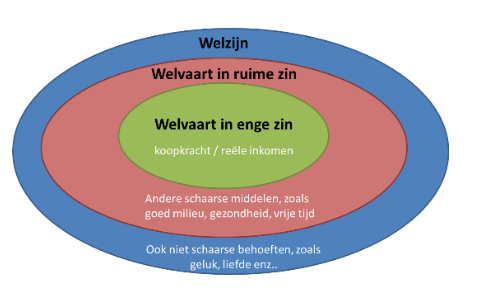 Welzijn
Welvaart in ruime zin
Welvaart in enge zin
koopkracht / reële inkomen
Andere schaarse middelen, zoals
goed milieu, gezondheid, vrije tijd
Ook niet schaarse behoeften, zoals
geluk, liefde enz..